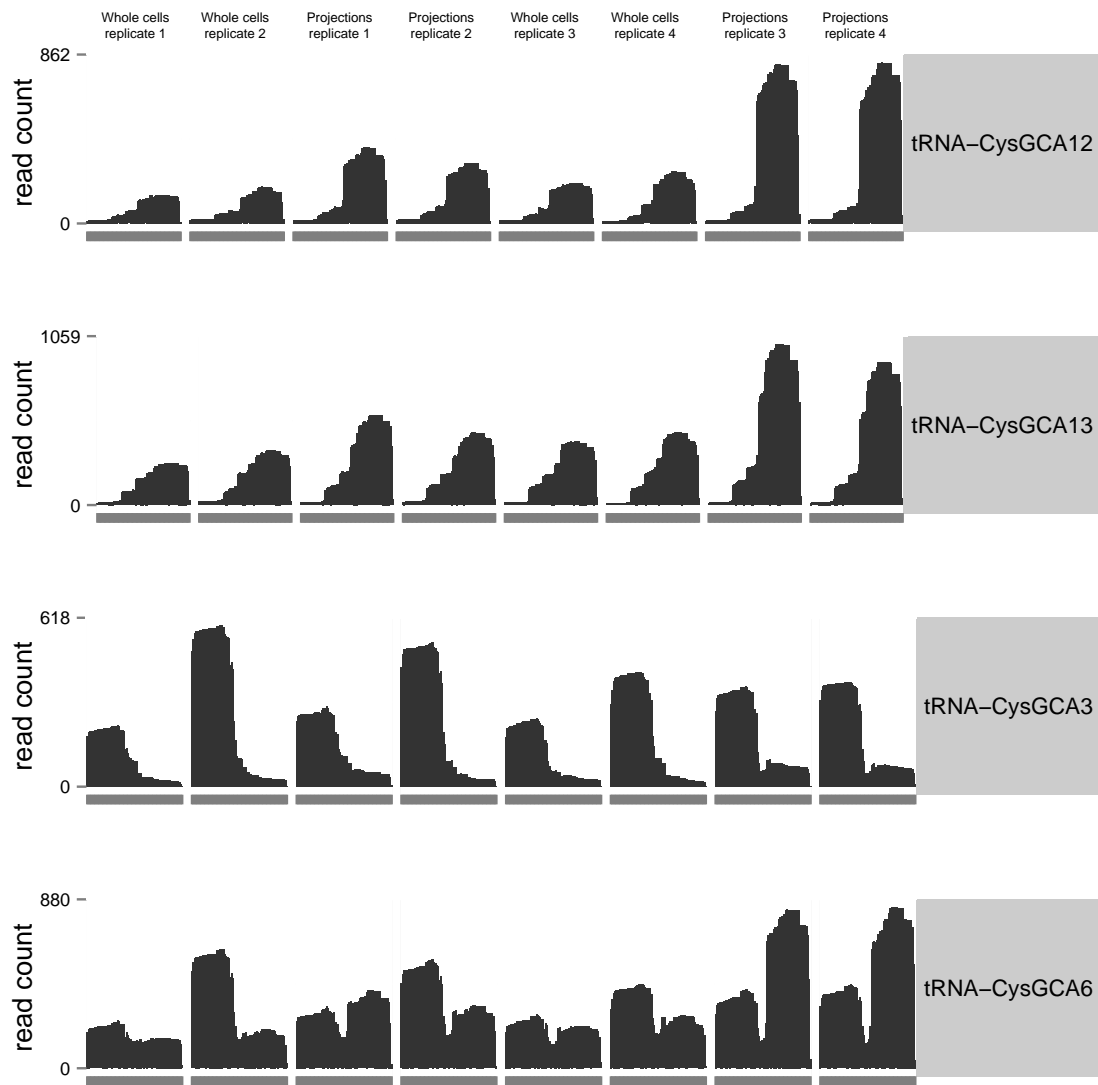 Whole cells replicate 1
Whole cells replicate 2
Projections replicate 1
Projections replicate 2
Whole cells replicate 3
Whole cells replicate 4
Projections replicate 3
Projections replicate 4
862
read count
0
tRNA−CysGCA12
1059
read count
0
tRNA−CysGCA13
618
read count
0
tRNA−CysGCA3
880
read count
0
tRNA−CysGCA6